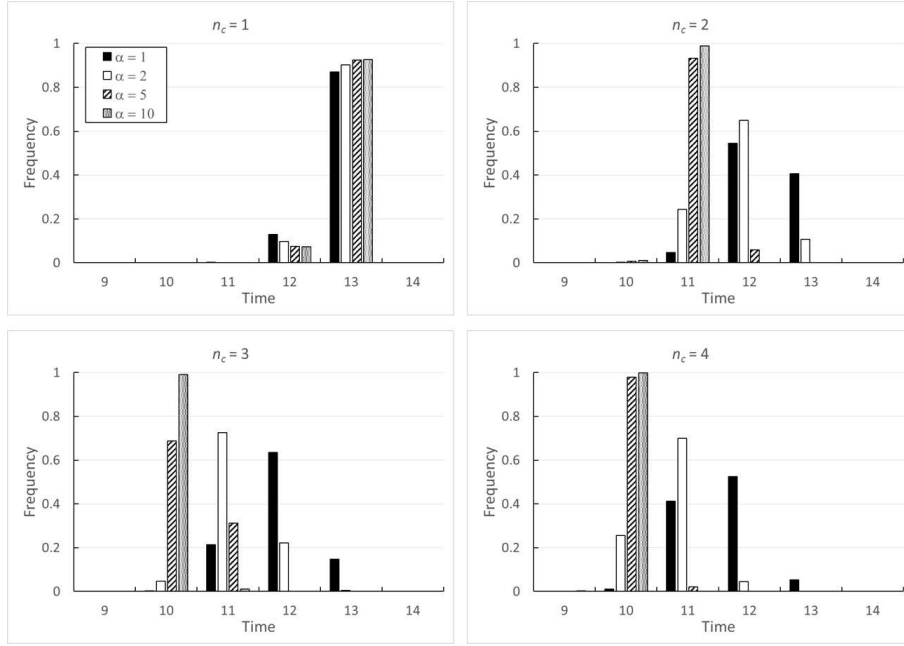 n_c = 1
1
0.8
0.6
0.4
0.2
0
Frequency
α = 1
α = 2
α = 5
α = 10
9 10 11 12 13 14
Time
n_c = 2
1
0.8
0.6
0.4
0.2
0
Frequency
9 10 11 12 13 14
Time
n_c = 3
1
0.8
0.6
0.4
0.2
0
Frequency
9 10 11 12 13 14
Time
n_c = 4
1
0.8
0.6
0.4
0.2
0
Frequency
9 10 11 12 13 14
Time